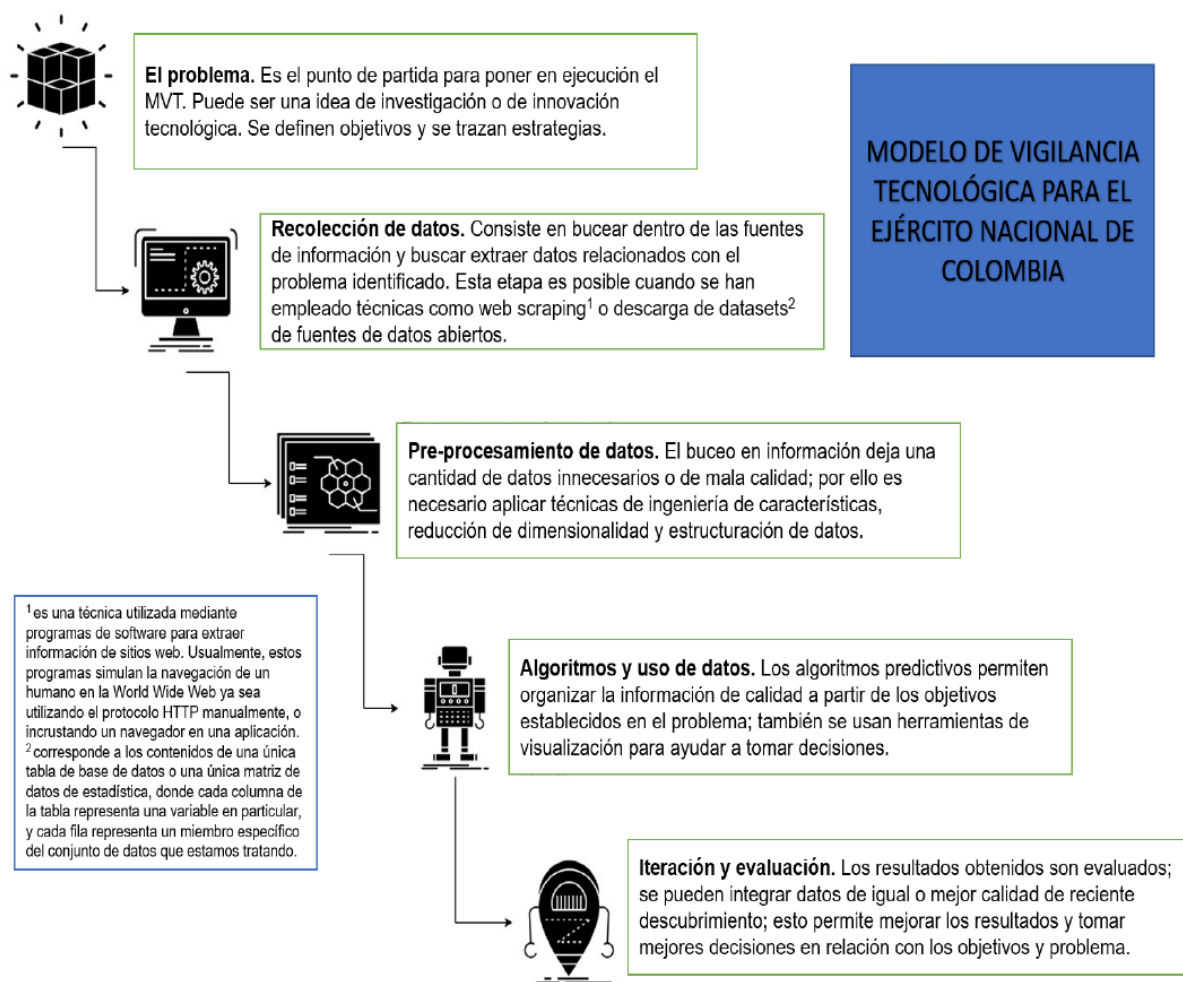 El problema. Es el punto de partida para poner en ejecución el
MVT. Puede ser una idea de investigación o de innovación
tecnológica. Se definen objetivos y se trazan estrategias.
MODELO DE VIGILANCIA
TECNOLÓGICA PARA EL
EJÉRCITO NACIONAL DE
COLOMBIA
Recolección de datos. Consiste en bucear dentro de las fuentes
de información y buscar extraer datos relacionados con el
problema identificado. Esta etapa es posible cuando se han
empleado técnicas como web scraping¹ o descarga de datasets²
de fuentes de datos abiertos.
Pre-procesamiento de datos. El buceo en información deja una
cantidad de datos innecesarios o de mala calidad; por ello es
necesario aplicar técnicas de ingeniería de características,
reducción de dimensionalidad y estructuración de datos.
¹ es una técnica utilizada mediante
programas de software para extraer
información de sitios web. Usualmente, estos
programas simulan la navegación de un
humano en la World Wide Web ya sea
utilizando el protocolo HTTP manualmente, o
incrustando un navegador en una aplicación.
² corresponde a los contenidos de una única
tabla de base de datos o una única matriz de
datos de estadística, donde cada columna de
la tabla representa una variable en particular,
y cada fila representa un miembro específico
del conjunto de datos que estamos tratando.
Algoritmos y uso de datos. Los algoritmos predictivos permiten
organizar la información de calidad a partir de los objetivos
establecidos en el problema; también se usan herramientas de
visualización para ayudar a tomar decisiones.
Iteración y evaluación. Los resultados obtenidos son evaluados;
se pueden integrar datos de igual o mejor calidad de reciente
descubrimiento; esto permite mejorar los resultados y tomar
mejores decisiones en relación con los objetivos y problema.